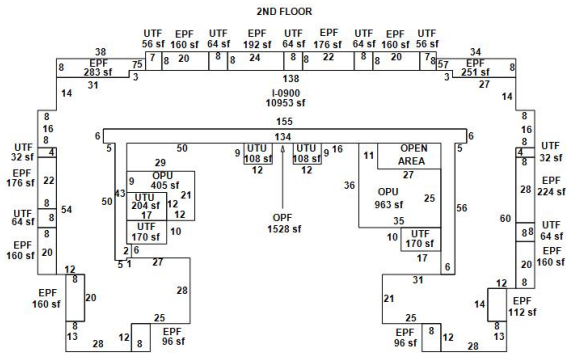 2ND FLOOR
UTF EPF UTF EPF UTF EPF UTF EPF UTF
56 sf 160 sf 64 sf 192 sf 64 sf 176 sf 64 sf 160 sf 56 sf
38 7 8 20 8 8 24 8 8 22 8 8 20 7 8 34
8 EPF 75 57 EPF 8
283 sf 251 sf
31 3 138 3 27
14 I-0900 14
10953 sf
8 8
16 155 16
8 6 134 6 8
UTF 4 5 50 9 UTU UTU 9 16 OPEN 5 4 UTF
32 sf 8 108 sf 108 sf 11 AREA 8 32 sf
EPF 29 12 12 27 EPF
176 sf 22 9 OPU 28 224 sf
405 sf 36 OPU 25
43 21 963 sf
50 UTU 12 56
204 sf
8 54 17 12 OPF 35 60 8
UTF 8 UTF 10 1528 sf 10 UTF 8 8 UTF
64 sf 170 sf 170 sf 64 sf
EPF 20 2 6 17 20 EPF
160 sf 5 1 27 31 6 160 sf
12 8 8 12
EPF 20 28 21 14 EPF
160 sf 112 sf
8 25 25 8
13 12 8 EPF EPF 8 12 13
28 96 sf 96 sf 28